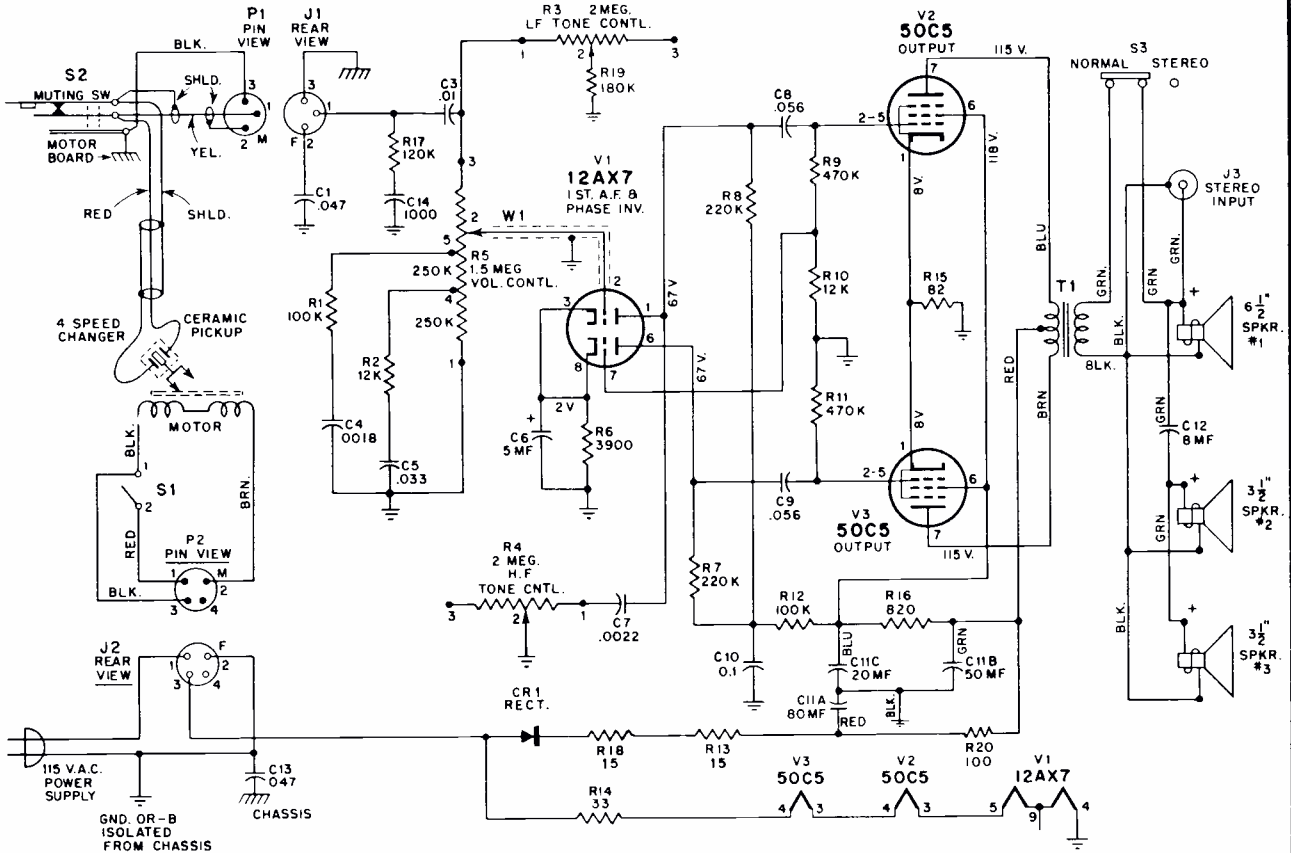 P1
PIN
VIEW
J1
REAR
VIEW
BLK.
S2
MUTING SW
SHLD.
3
1
2 M
YEL.
MOTOR
BOARD
RED
SHLD.
4 SPEED
CHANGER
CERAMIC
PICKUP
MOTOR
BLK.
BRN.
1
S1
2
RED
BLK.
P2
PIN VIEW
1
M
2
3
4
J2
REAR
VIEW
1
F
2
3
4
115 V.A.C.
POWER
SUPPLY
GND. OR-B
ISOLATED
FROM CHASSIS
C13
047
CHASSIS
3
1
F 2
C1
.047
R17
120K
C14
1000
C3
.01
R3 2 MEG.
LF TONE CONTL.
1
2
3
R19
180K
3
2
5
R5
250K
1.5 MEG
VOL. CONTL.
4
250K
1
R1
100K
R2
12K
C4
.0018
C5
.033
W1
V1
12AX7
1 ST. A.F. &
PHASE INV.
2
3
1
6
8
7
67 V
67 V.
2V
+
C6
5 MF
R6
3900
R4
2 MEG.
H.F
TONE CNTL.
3
2
1
C7
.0022
R8
220K
C8
.056
R9
470K
R10
12K
R11
470K
C9
.056
R7
220K
V2
50C5
OUTPUT
7
2-5
6
1
8V.
118 V.
R15
82
8V
1
2-5
6
7
V3
50C5
OUTPUT
115 V.
115 V.
BLU
T1
RED
BRN
R12
100K
R16
820
C10
0.1
BLU
C11C
20MF
GRN
C11B
50MF
C11A
80MF
RED
BLK.
CR1
RECT.
R18
15
R13
15
R20
100
R14
33
V3
50C5
4
3
V2
50C5
4
3
V1
12AX7
5
9
4
S3
NORMAL
STEREO
J3
STEREO
INPUT
GRN.
GRN
GRN.
BLK.
BLK.
+
6 1/2"
SPKR.
#1
GRN
C12
8MF
+
3 1/2"
SPKR.
#2
GRN
BLK.
+
3 1/2"
SPKR.
#3